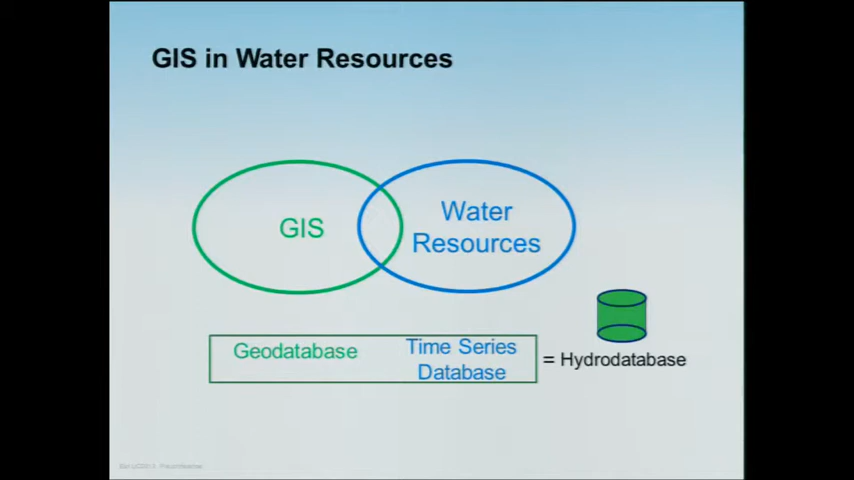 GIS in Water Resources
GIS
Water
Resources
Geodatabase
Time Series
Database
= Hydrodatabase